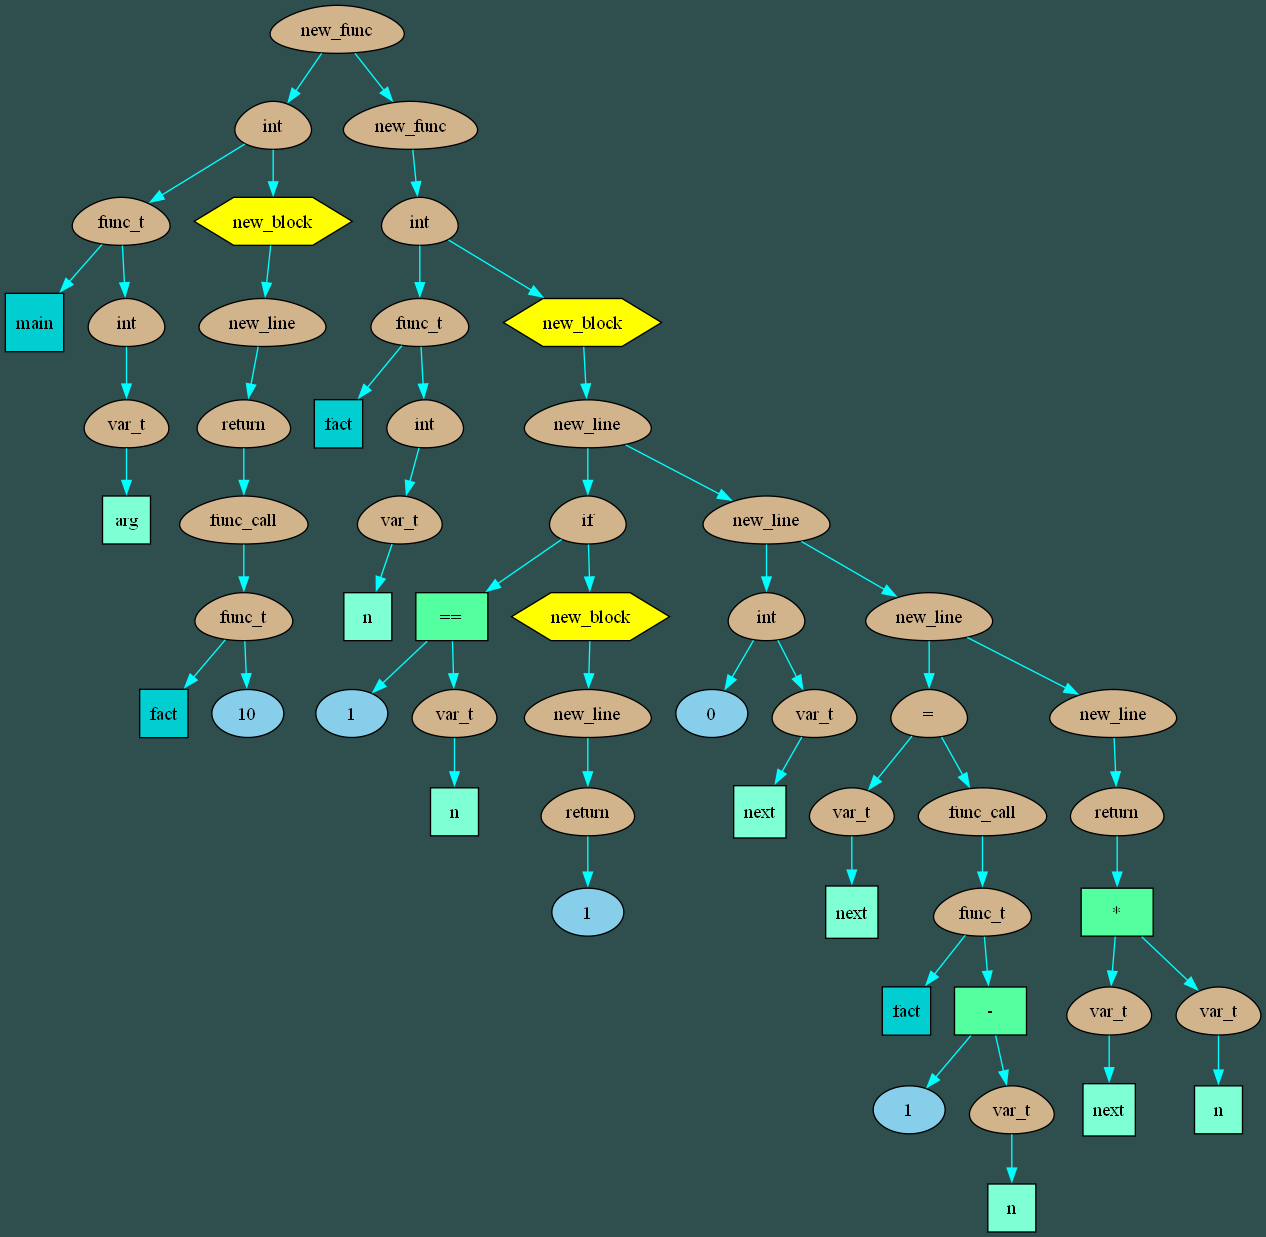 new_func
int
new_func
func_t
new_block
int
main
int
new_line
func_t
new_block
var_t
return
fact
int
new_line
arg
func_call
var_t
if
new_line
func_t
n
==
new_block
int
new_line
fact
10
1
var_t
new_line
0
var_t
=
new_line
n
return
next
var_t
func_call
return
1
next
func_t
*
fact
-
var_t
var_t
1
var_t
next
n
n